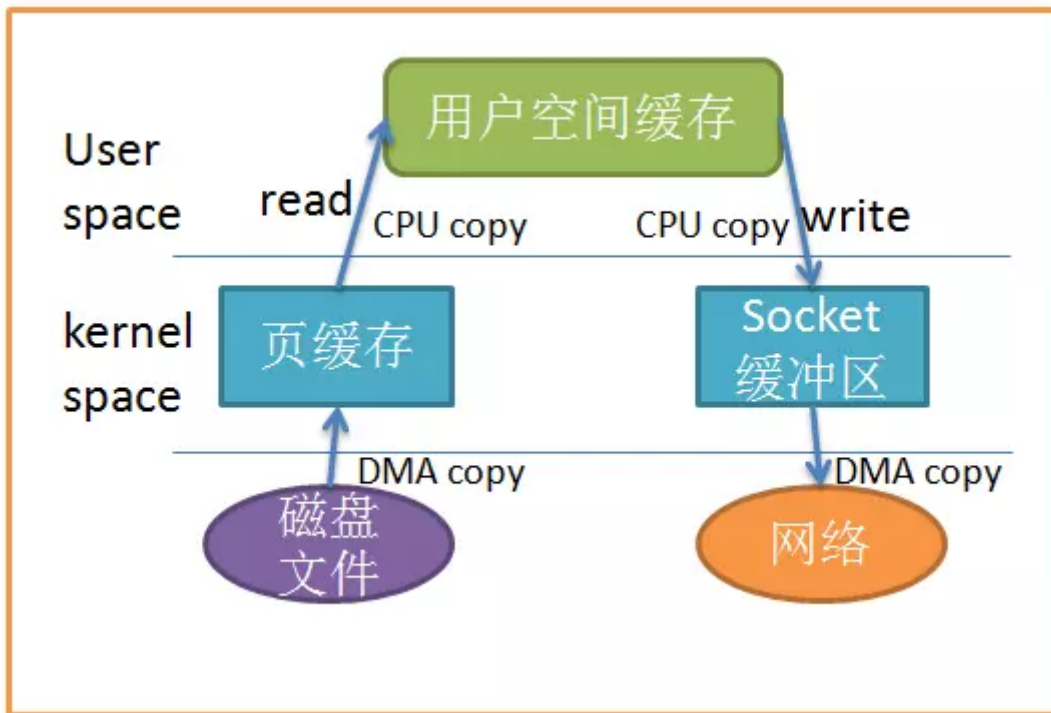 用户空间缓存
User
space
read
CPU copy
CPU copy
write
kernel
space
页缓存
Socket
缓冲区
DMA copy
DMA copy
磁盘
文件
网络